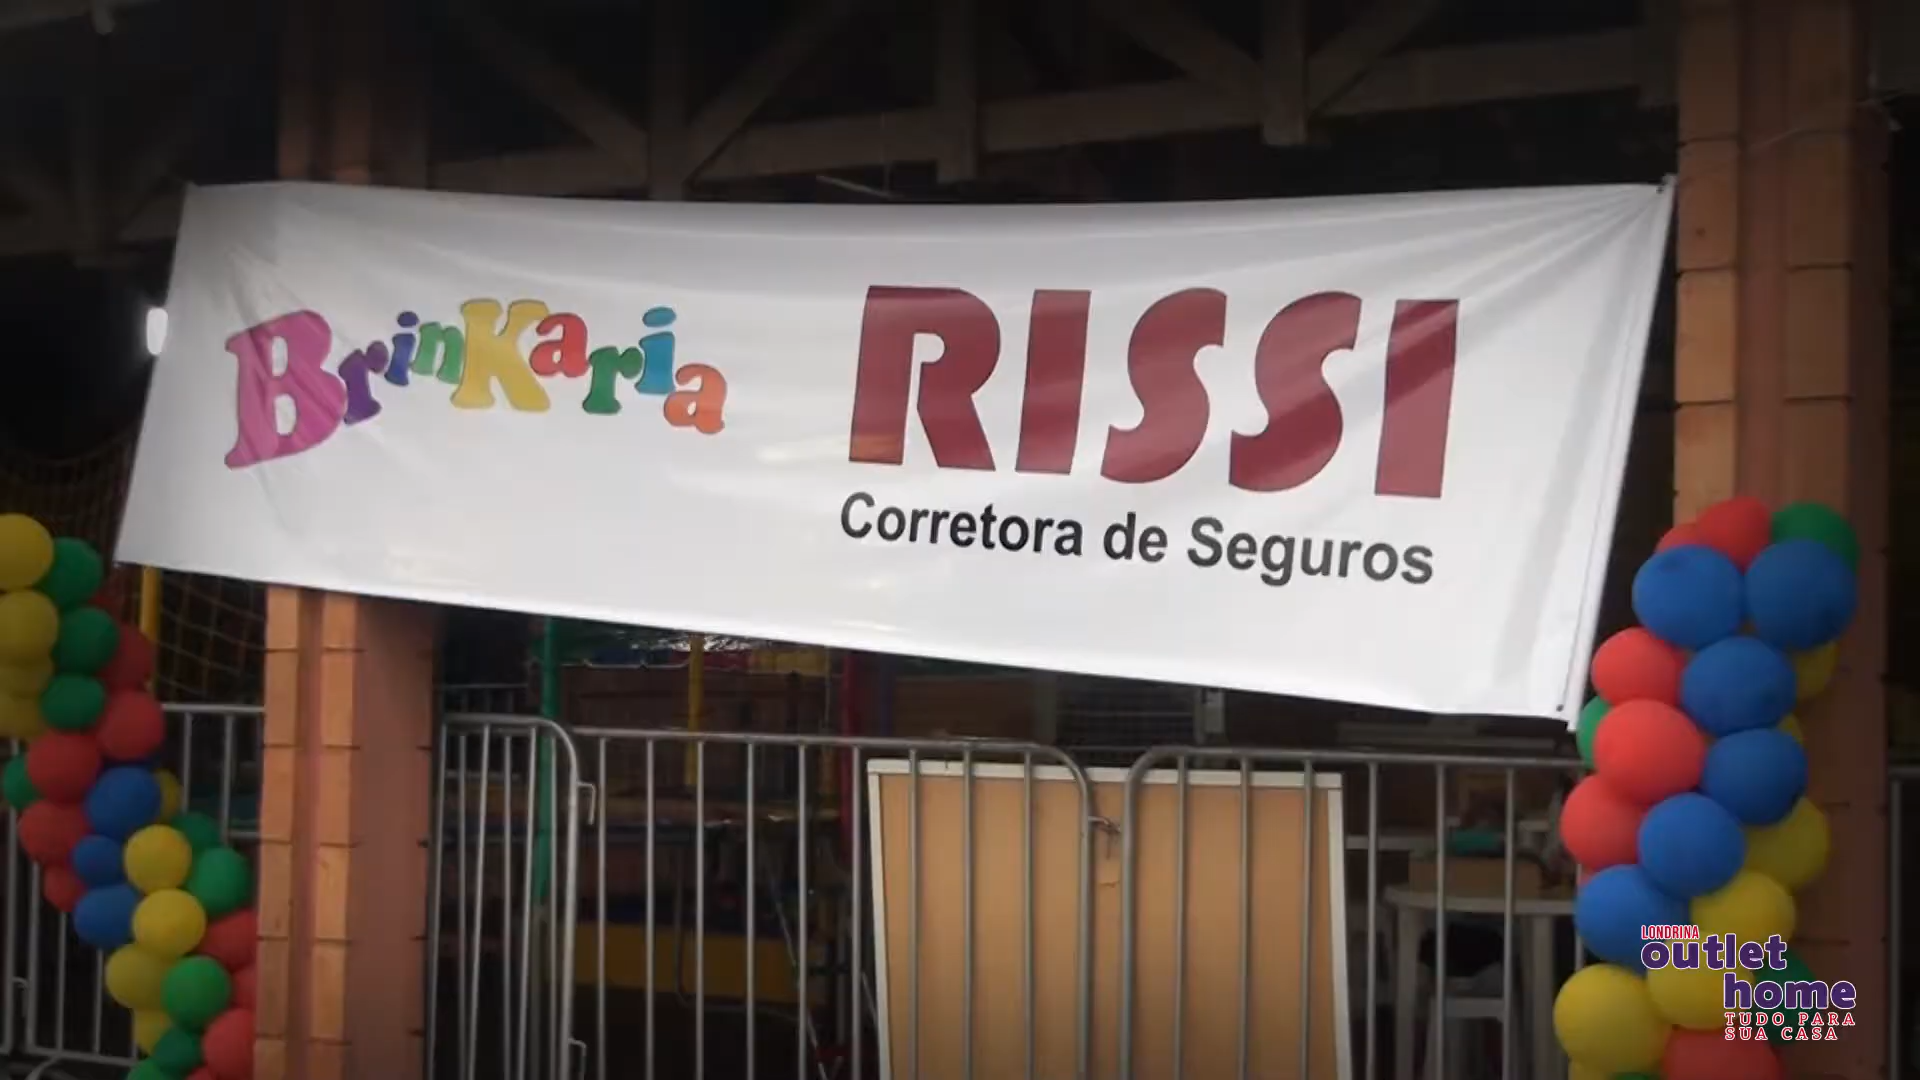 BrinKaria
RISSI
Corretora de Seguros
LONDRINA
outlet
home
TUDO PARA
SUA CASA